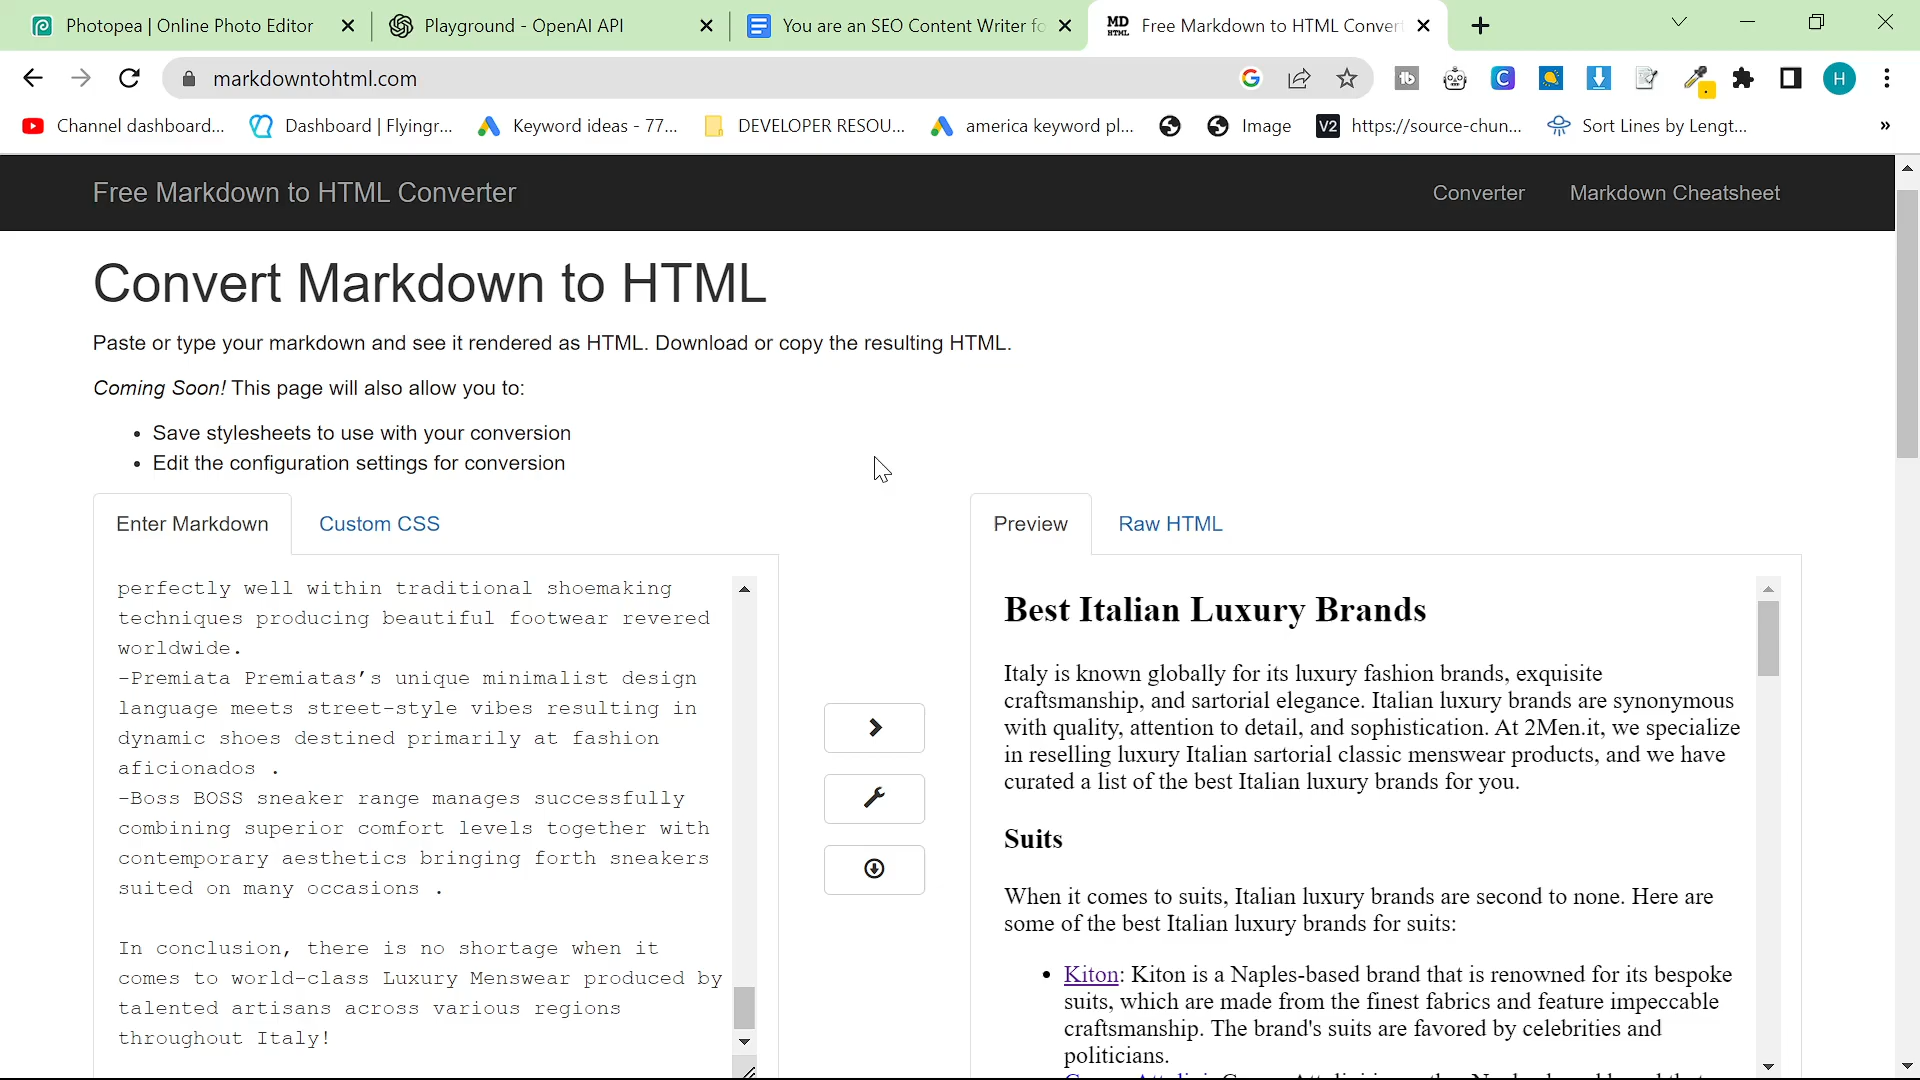 Photopea | Online Photo Editor
Playground - OpenAI API
You are an SEO Content Writer fo
MD HTML Free Markdown to HTML Conver
markdowntohtml.com
H
Channel dashboard...
Dashboard | Flyingr...
Keyword ideas - 77...
DEVELOPER RESOU...
america keyword pl...
Image
V2 https://source-chun...
Sort Lines by Lengt...
»
Free Markdown to HTML Converter
Converter
Markdown Cheatsheet
Convert Markdown to HTML
Paste or type your markdown and see it rendered as HTML. Download or copy the resulting HTML.
Coming Soon! This page will also allow you to:
• Save stylesheets to use with your conversion
• Edit the configuration settings for conversion
Enter Markdown
Custom CSS
perfectly well within traditional shoemaking
techniques producing beautiful footwear revered
worldwide.
-Premiata Premiatas’s unique minimalist design
language meets street-style vibes resulting in
dynamic shoes destined primarily at fashion
aficionados .
-Boss BOSS sneaker range manages successfully
combining superior comfort levels together with
contemporary aesthetics bringing forth sneakers
suited on many occasions .
In conclusion, there is no shortage when it
comes to world-class Luxury Menswear produced by
talented artisans across various regions
throughout Italy!
Preview
Raw HTML
Best Italian Luxury Brands
Italy is known globally for its luxury fashion brands, exquisite
craftsmanship, and sartorial elegance. Italian luxury brands are synonymous
with quality, attention to detail, and sophistication. At 2Men.it, we specialize
in reselling luxury Italian sartorial classic menswear products, and we have
curated a list of the best Italian luxury brands for you.
Suits
When it comes to suits, Italian luxury brands are second to none. Here are
some of the best Italian luxury brands for suits:
• Kiton: Kiton is a Naples-based brand that is renowned for its bespoke
suits, which are made from the finest fabrics and feature impeccable
craftsmanship. The brand's suits are favored by celebrities and
politicians.